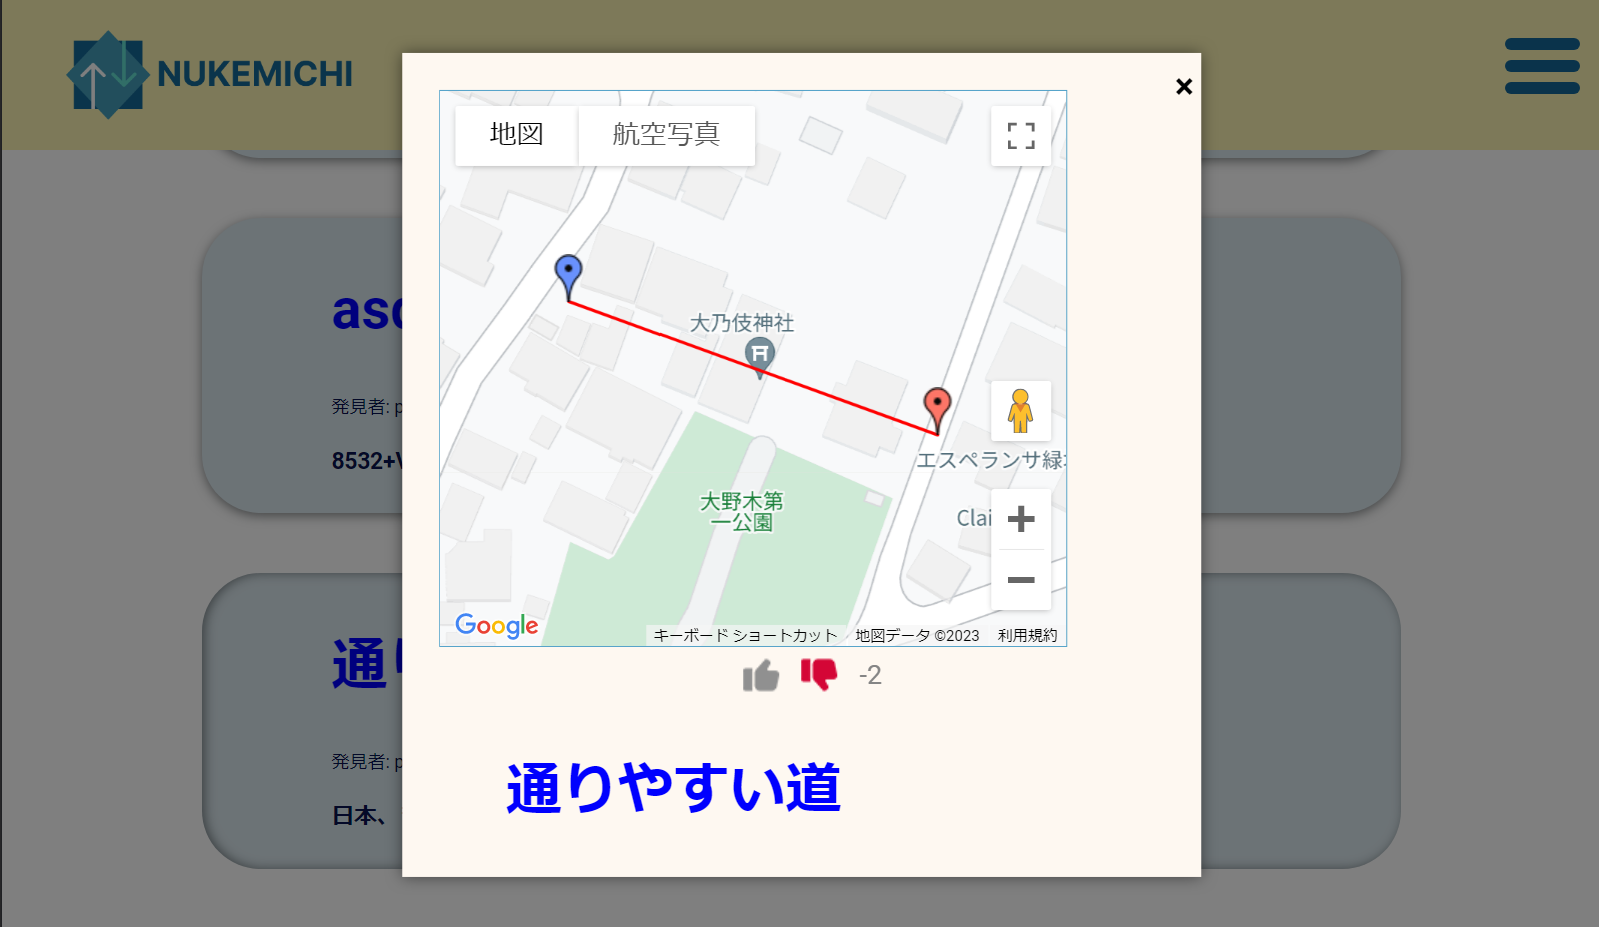 NUKEMICHI
×
地図
航空写真
大乃伎神社
エスペランサ緑
大野木第
一公園
Clai
Google
キーボード ショートカット
地図データ ©2023
利用規約
-2
通りやすい道
asc
発見者: p
8532+V
通り
発見者: p
日本、